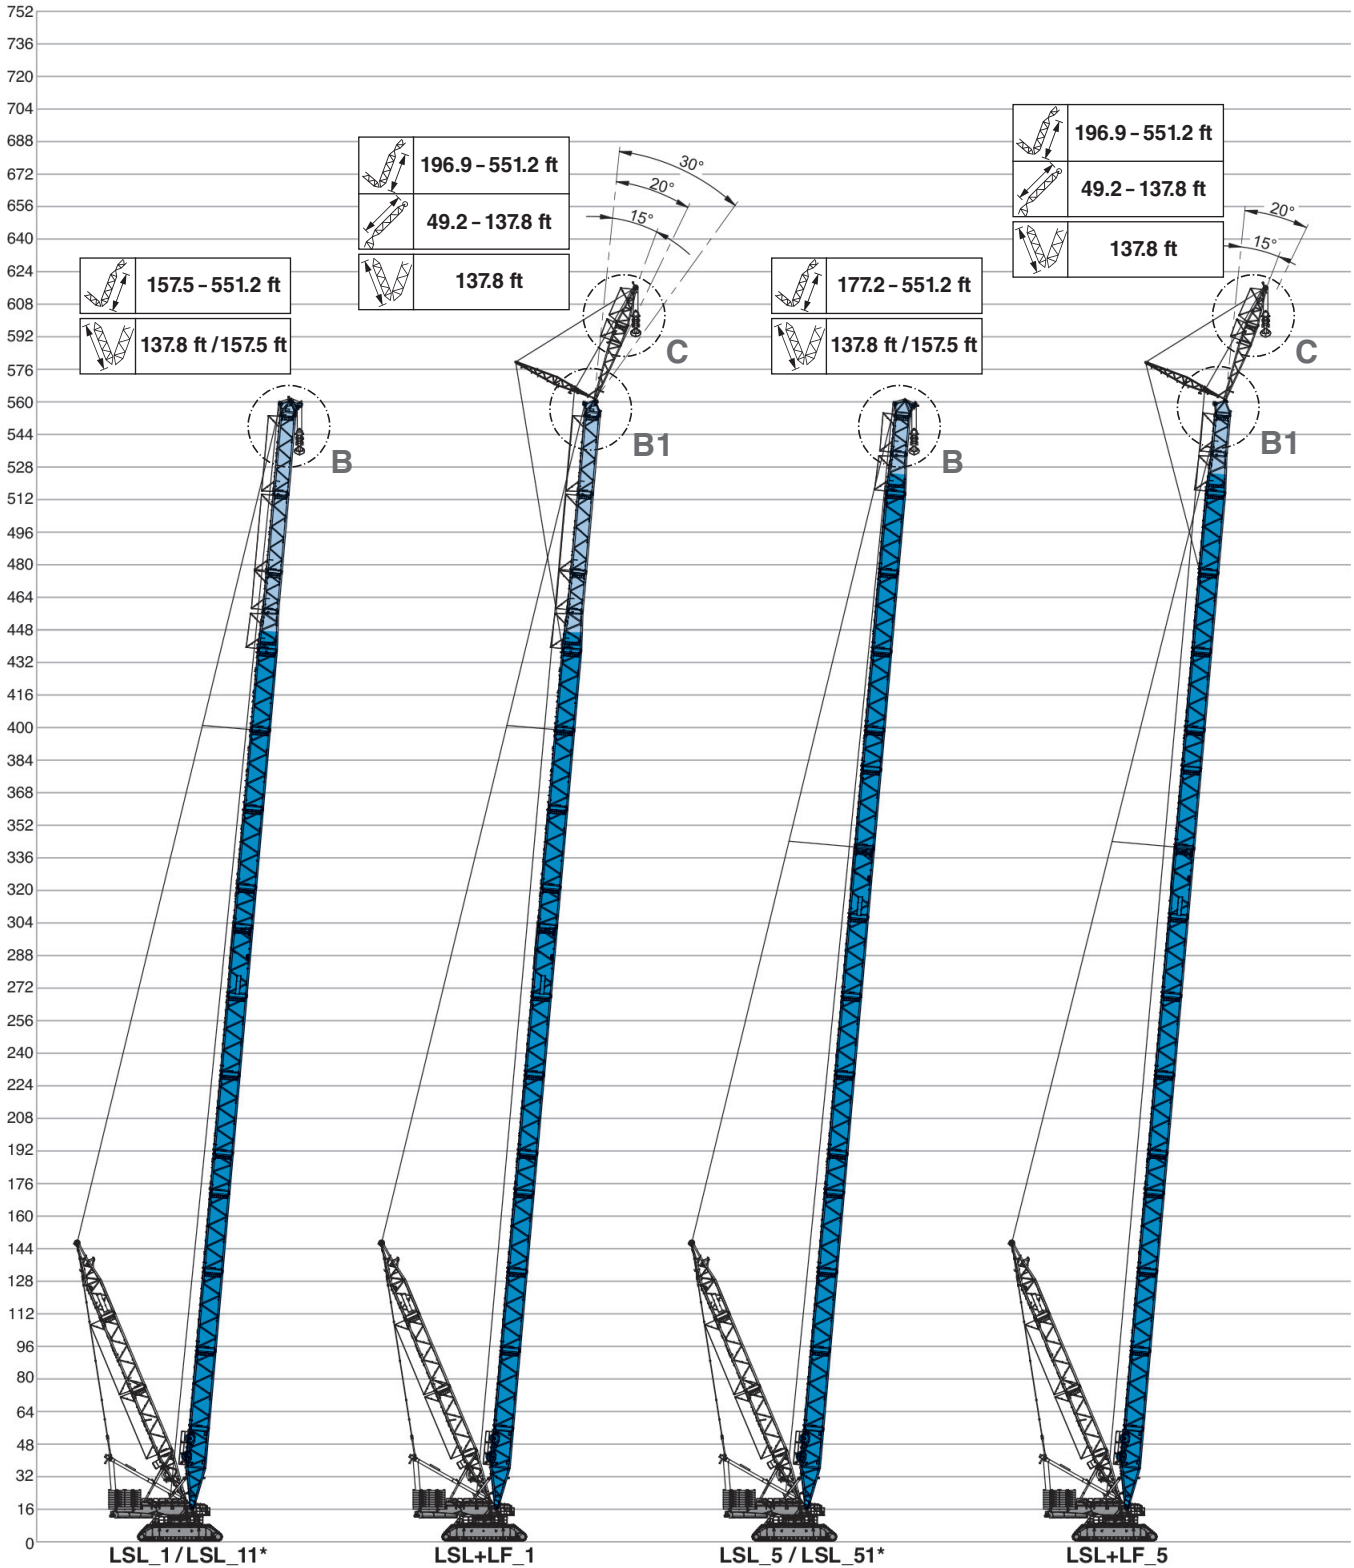 752
736
720
704
688
672
656
640
624
608
592
576
560
544
528
512
496
480
464
448
432
416
400
384
368
352
336
320
304
288
272
256
240
224
208
192
176
160
144
128
112
96
80
64
48
32
16
0
157.5 – 551.2 ft
137.8 ft / 157.5 ft
B
LSL_1 / LSL_11*
196.9 – 551.2 ft
49.2 – 137.8 ft
137.8 ft
30°
20°
15°
C
B1
LSL+LF_1
177.2 – 551.2 ft
137.8 ft / 157.5 ft
B
LSL_5 / LSL_51*
196.9 – 551.2 ft
49.2 – 137.8 ft
137.8 ft
20°
15°
C
B1
LSL+LF_5